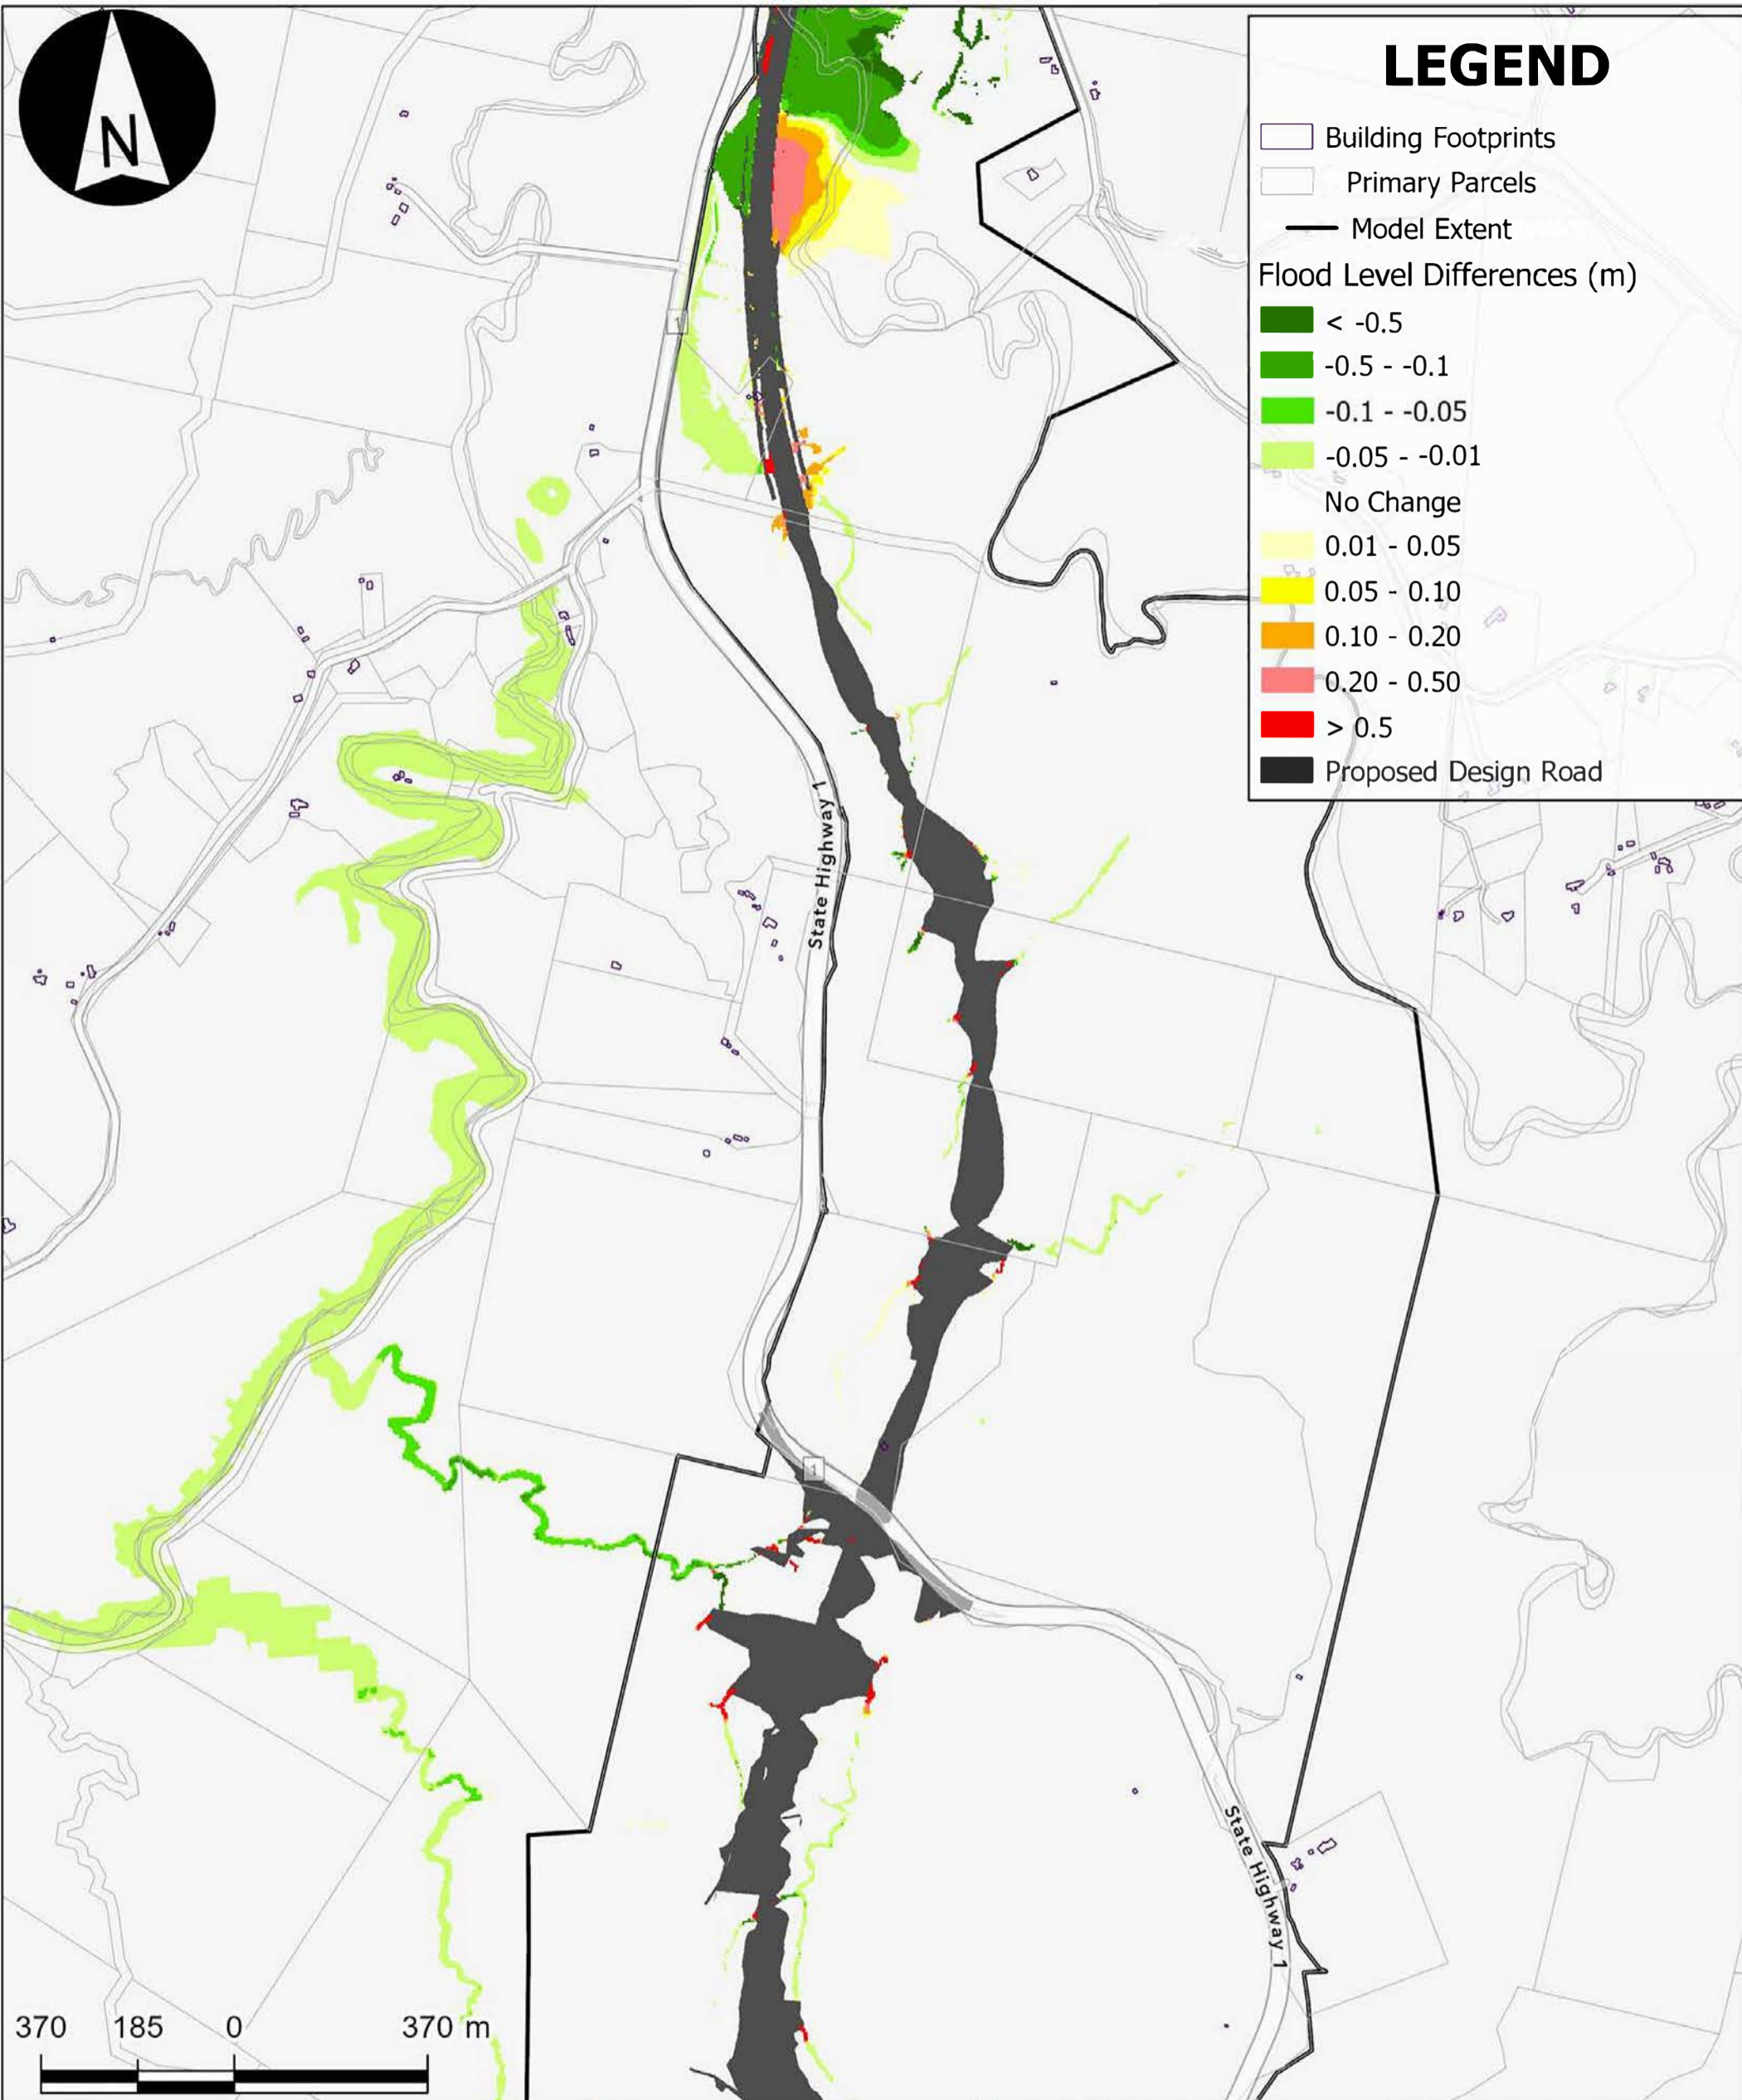 N
LEGEND
Building Footprints
Primary Parcels
Model Extent
Flood Level Differences (m)
< -0.5
-0.5 - -0.1
-0.1 - -0.05
-0.05 - -0.01
No Change
0.01 - 0.05
0.05 - 0.10
0.10 - 0.20
0.20 - 0.50
> 0.5
Proposed Design Road
1
State Highway 1
1
State Highway 1
370 185 0 370 m